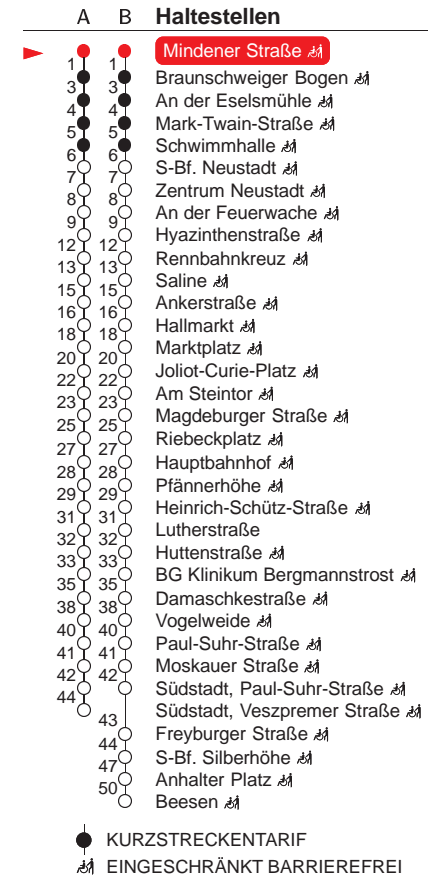 A B Haltestellen
Mindener Straße
1 1 Braunschweiger Bogen
3 3 An der Eselsmühle
4 4 Mark-Twain-Straße
5 5 Schwimmhalle
6 6 S-Bf. Neustadt
7 7 Zentrum Neustadt
8 8 An der Feuerwache
9 9 Hyazinthenstraße
12 12 Rennbahnkreuz
13 13 Saline
15 15 Ankerstraße
16 16 Hallmarkt
18 18 Marktplatz
20 20 Joliot-Curie-Platz
22 22 Am Steintor
23 23 Magdeburger Straße
25 25 Riebeckplatz
27 27 Hauptbahnhof
28 28 Pfännerhöhe
29 29 Heinrich-Schütz-Straße
31 31 Lutherstraße
32 32 Huttenstraße
33 33 BG Klinikum Bergmannstrost
35 35 Damaschkestraße
38 38 Vogelweide
40 40 Paul-Suhr-Straße
41 41 Moskauer Straße
42 42 Südstadt, Paul-Suhr-Straße
44 Südstadt, Veszpremer Straße
43 Freyburger Straße
44 S-Bf. Silberhöhe
47 Anhalter Platz
50 Beesen
KURZSTRECKENTARIF
EINGESCHRÄNKT BARRIEREFREI